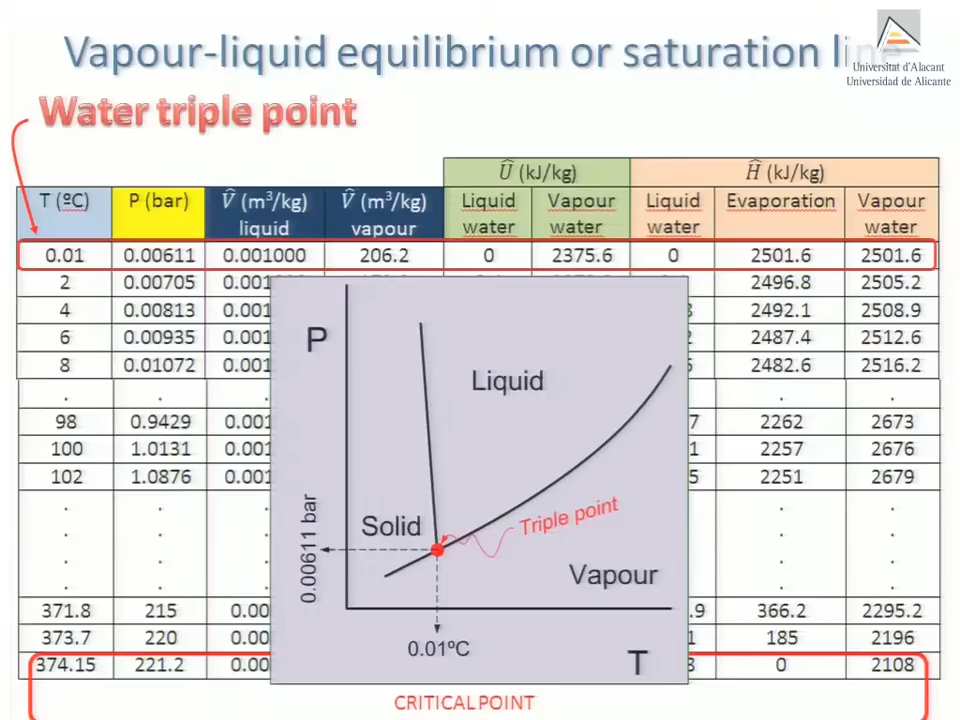 Vapour-liquid equilibrium or saturation line
Universitat d'Alacant
Universidad de Alicante
Water triple point
Û (kJ/kg) Ĥ (kJ/kg)
T (ºC) P (bar) V̂ (m³/kg) V̂ (m³/kg) Liquid Vapour Liquid Evaporation Vapour
liquid vapour water water water water
0.01 0.00611 0.001000 206.2 0 2375.6 0 2501.6 2501.6
2 0.00705 2496.8 2505.2
4 0.00813 2492.1 2508.9
6 0.00935 2487.4 2512.6
8 0.01072 2482.6 2516.2
98 0.9429 2262 2673
100 1.0131 2257 2676
102 1.0876 2251 2679
371.8 215 366.2 2295.2
373.7 220 185 2196
374.15 221.2 0 2108
P
Liquid
Solid
Triple point
0.00611 bar
Vapour
0.01ºC
T
CRITICAL POINT